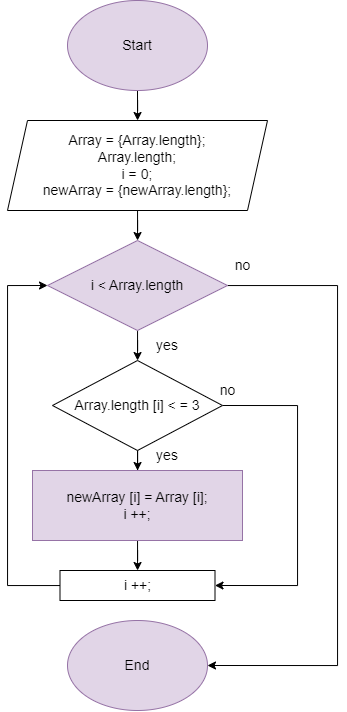 Start
Array = {Array.length};
Array.length;
i = 0;
newArray = {newArray.length};
i < Array.length
no
yes
Array.length [i] < = 3
no
yes
newArray [i] = Array [i];
i ++;
i ++;
End